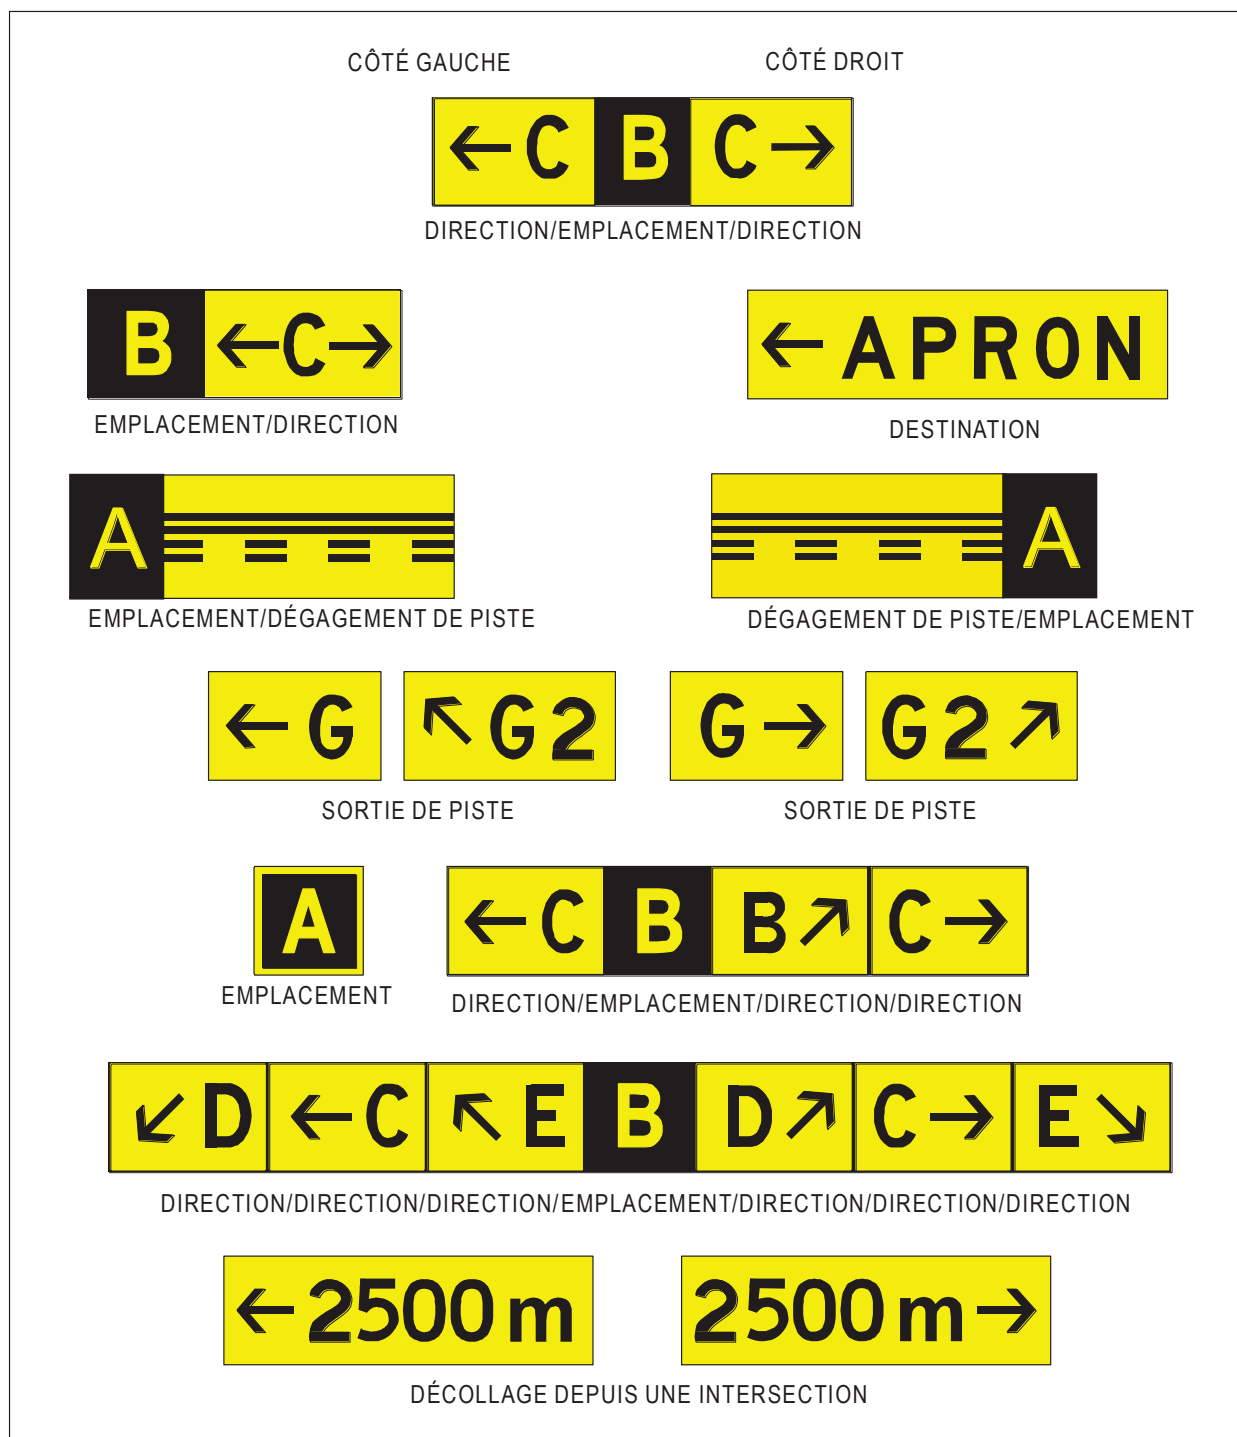 CÔTÉ GAUCHE CÔTÉ DROIT
←C B C→
DIRECTION/EMPLACEMENT/DIRECTION
B ←C→ ←APRON
EMPLACEMENT/DIRECTION DESTINATION
A A
EMPLACEMENT/DÉGAGEMENT DE PISTE DÉGAGEMENT DE PISTE/EMPLACEMENT
←G ↖G2 G→ G2↗
SORTIE DE PISTE SORTIE DE PISTE
A ←C B B↗ C→
EMPLACEMENT DIRECTION/EMPLACEMENT/DIRECTION/DIRECTION
↙D ←C ↖E B D↗ C→ E↘
DIRECTION/DIRECTION/DIRECTION/EMPLACEMENT/DIRECTION/DIRECTION/DIRECTION
←2500m 2500m→
DÉCOLLAGE DEPUIS UNE INTERSECTION